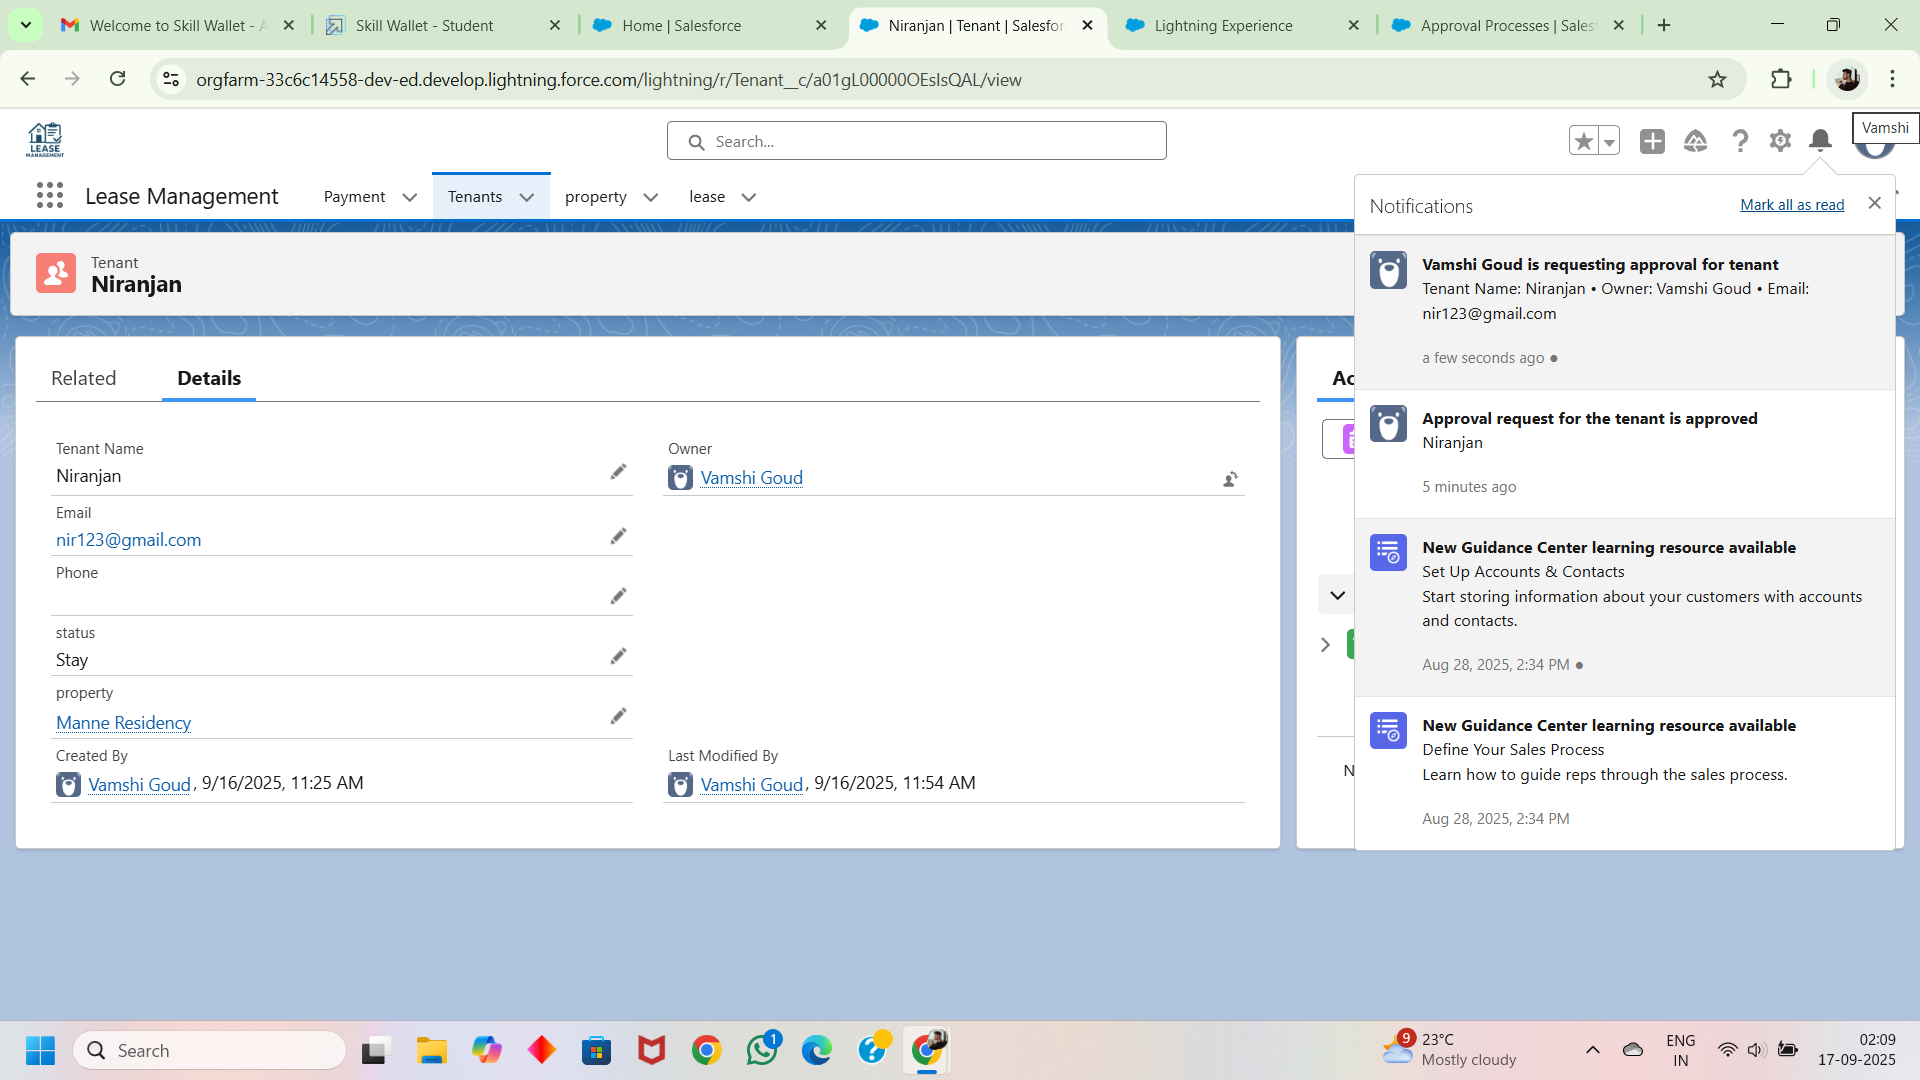 Welcome to Skill Wallet - A
Skill Wallet - Student
Home | Salesforce
Niranjan | Tenant | Salesfor
Lightning Experience
Approval Processes | Sales
orgfarm-33c6c14558-dev-ed.develop.lightning.force.com/lightning/r/Tenant__c/a01gL00000OEsIsQAL/view
LEASE
MANAGEMENT
Search...
Vamshi
Lease Management
Payment
Tenants
property
lease
Tenant
Niranjan
Related
Details
Tenant Name
Niranjan
Owner
Vamshi Goud
Email
nir123@gmail.com
Phone
status
Stay
property
Manne Residency
Created By
Vamshi Goud, 9/16/2025, 11:25 AM
Last Modified By
Vamshi Goud, 9/16/2025, 11:54 AM
Ac
N
Notifications
Mark all as read
Vamshi Goud is requesting approval for tenant
Tenant Name: Niranjan • Owner: Vamshi Goud • Email:
nir123@gmail.com
a few seconds ago
Approval request for the tenant is approved
Niranjan
5 minutes ago
New Guidance Center learning resource available
Set Up Accounts & Contacts
Start storing information about your customers with accounts
and contacts.
Aug 28, 2025, 2:34 PM
New Guidance Center learning resource available
Define Your Sales Process
Learn how to guide reps through the sales process.
Aug 28, 2025, 2:34 PM
Search
1
9
23°C
Mostly cloudy
ENG
IN
02:09
17-09-2025